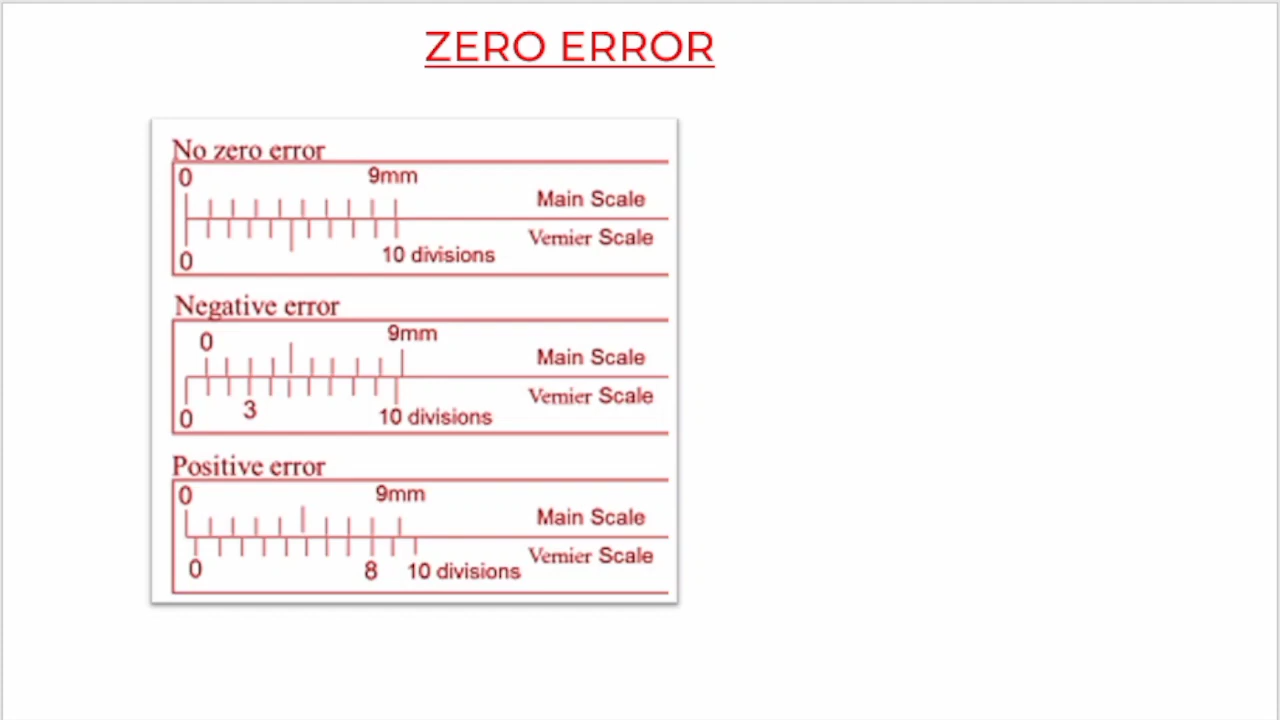 ZERO ERROR
No zero error
0 9mm
Main Scale
Vernier Scale
0 10 divisions
Negative error
0 9mm
Main Scale
Vernier Scale
0 3 10 divisions
Positive error
0 9mm
Main Scale
Vernier Scale
0 8 10 divisions